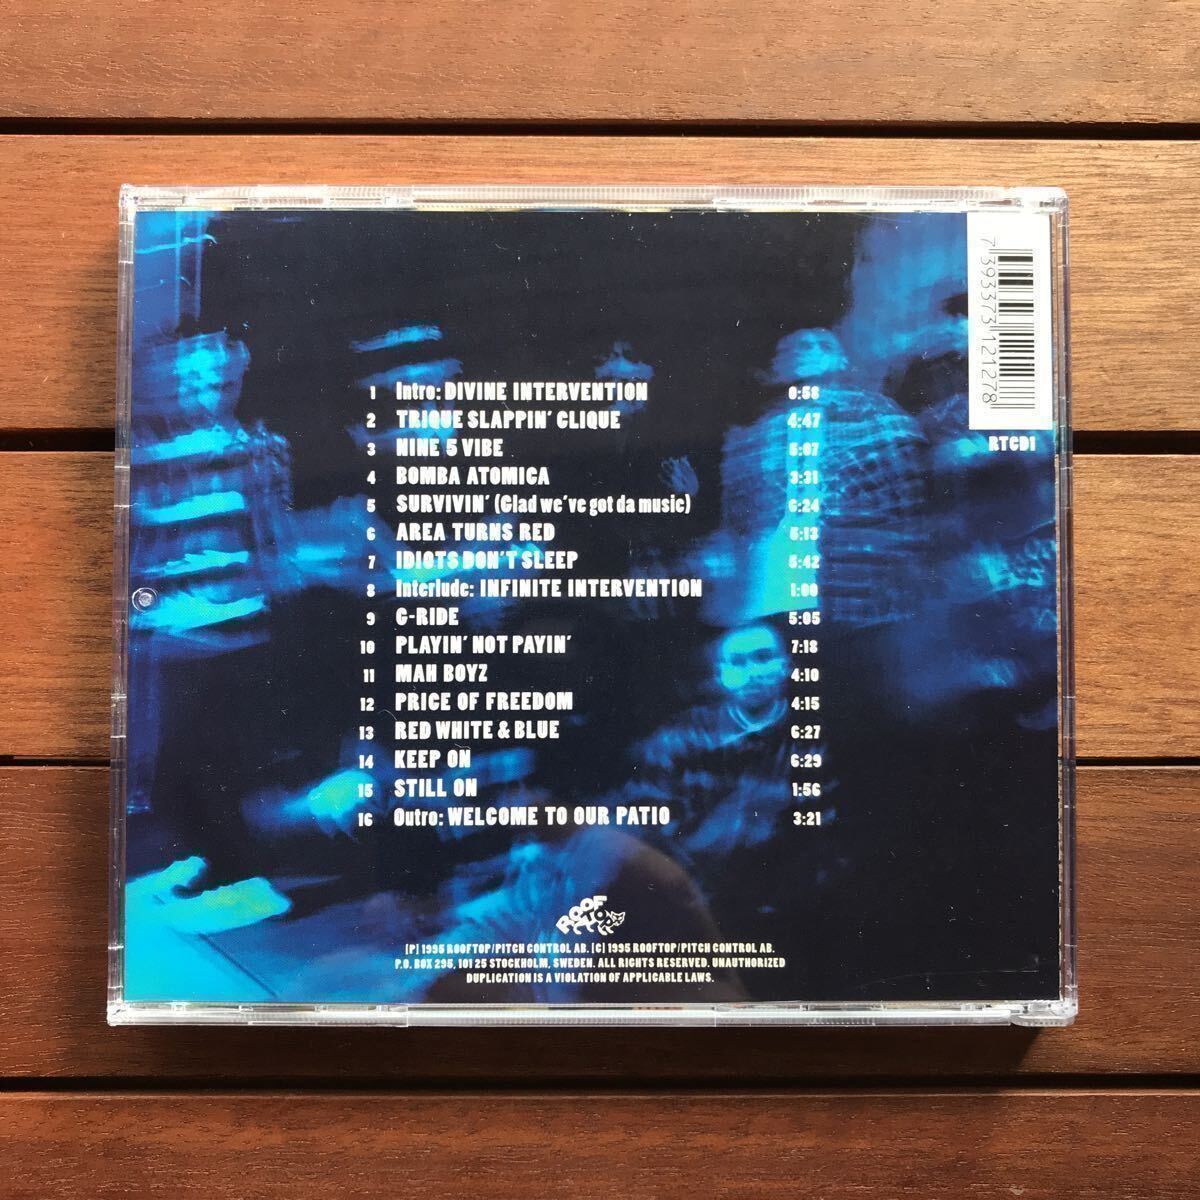 7 393373 121278
RTCD1
1 Intro: DIVINE INTERVENTION 0:58
2 TRIQUE SLAPPIN' CLIQUE 4:47
3 NINE 5 VIBE 5:07
4 BOMBA ATOMICA 3:31
5 SURVIVIN' (Glad we've got da music) 6:24
6 AREA TURNS RED 5:13
7 IDIOTS DON'T SLEEP 5:42
8 Interlude: INFINITE INTERVENTION 1:00
9 G-RIDE 5:05
10 PLAYIN' NOT PAYIN' 7:18
11 MAH BOYZ 4:10
12 PRICE OF FREEDOM 4:15
13 RED WHITE & BLUE 6:27
14 KEEP ON 6:29
15 STILL ON 1:56
16 Outro: WELCOME TO OUR PATIO 3:21
ROOF
TOP
[P] 1995 ROOFTOP/PITCH CONTROL AB. [C] 1995 ROOFTOP/PITCH CONTROL AB.
P.O. BOX 295, 101 25 STOCKHOLM, SWEDEN. ALL RIGHTS RESERVED. UNAUTHORIZED
DUPLICATION IS A VIOLATION OF APPLICABLE LAWS.